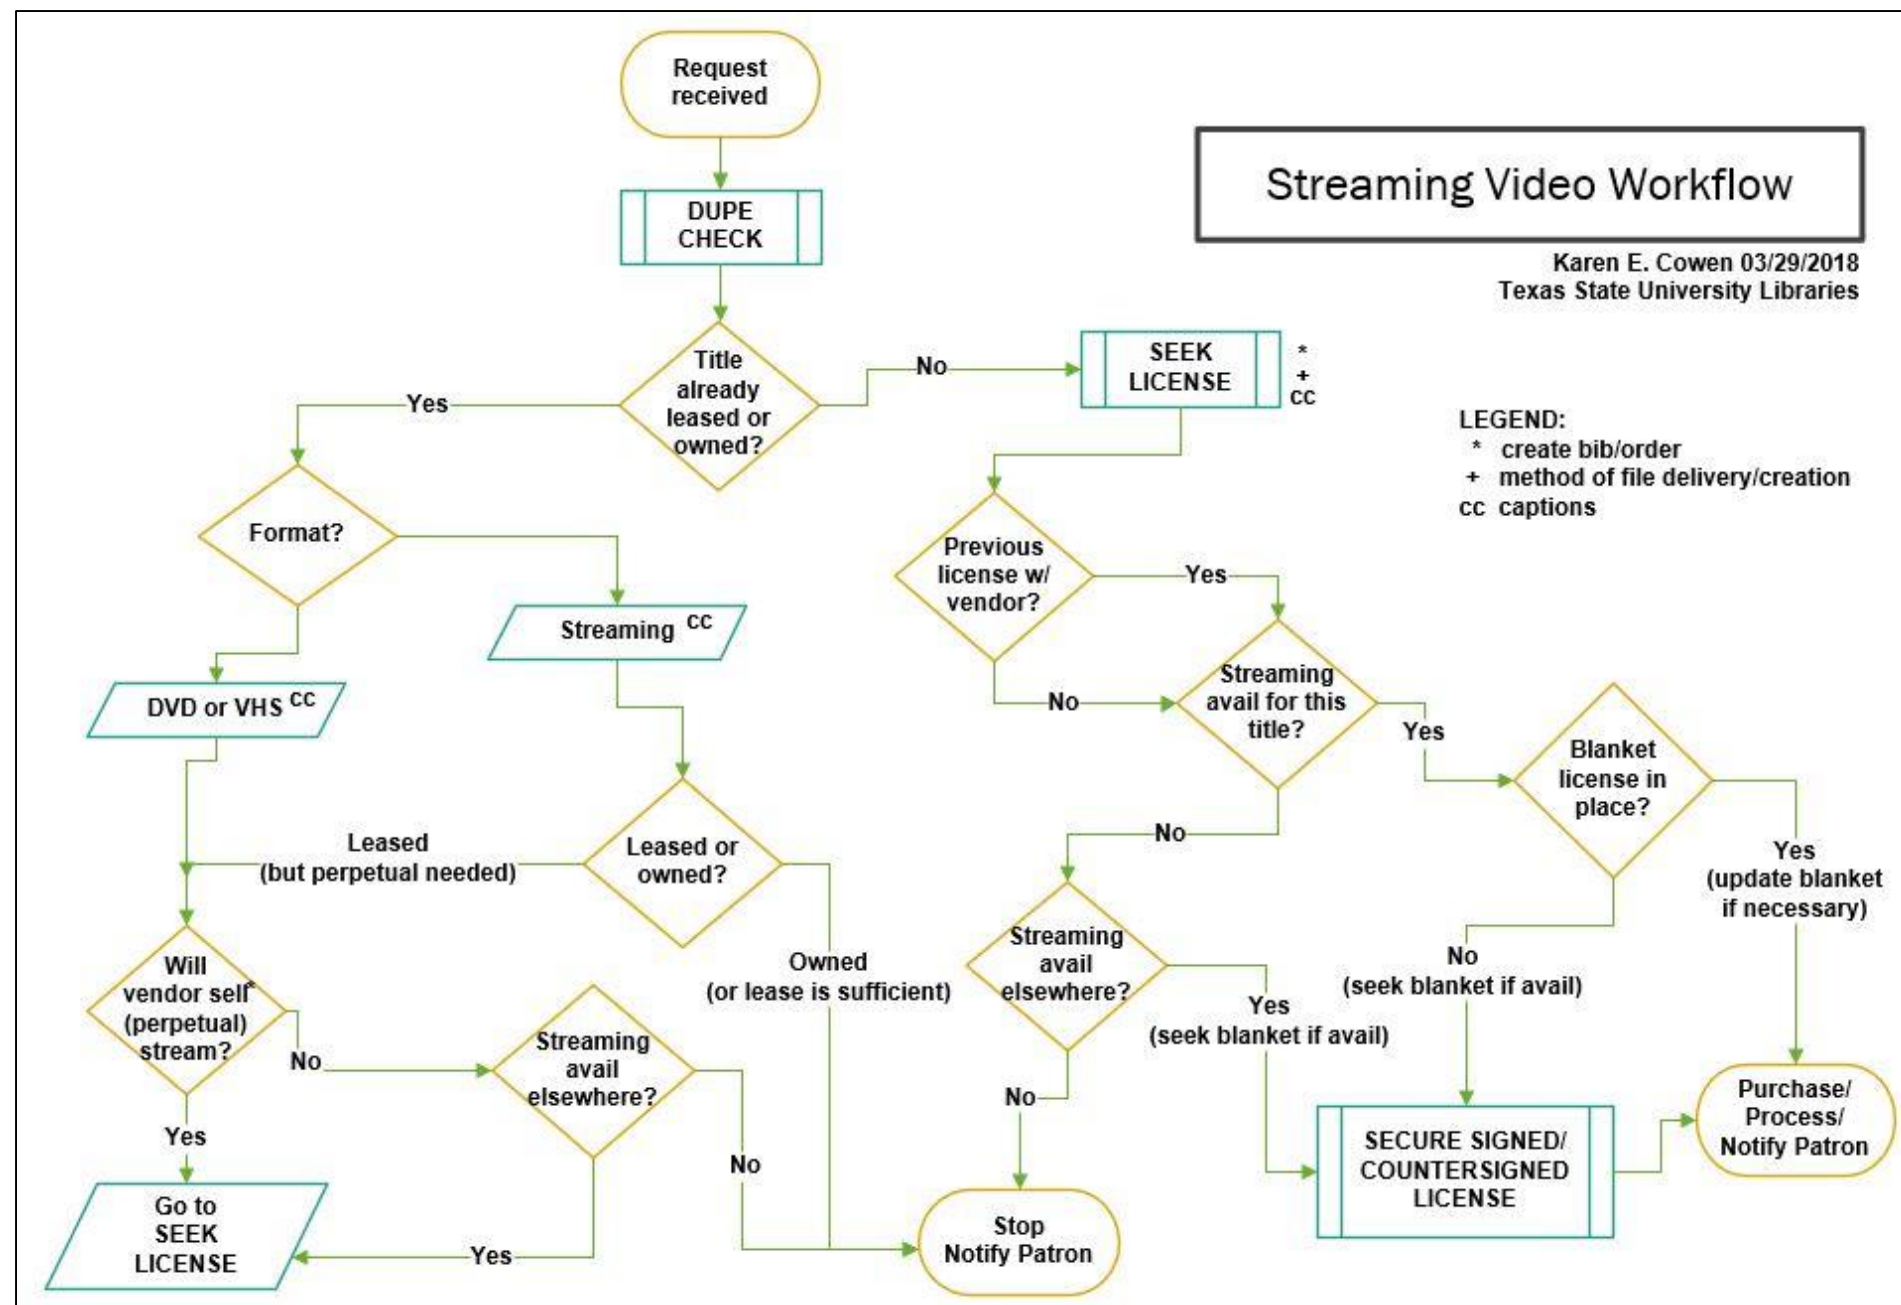 Request
received
DUPE
CHECK
Streaming Video Workflow
Karen E. Cowen 03/29/2018
Texas State University Libraries
Title
already
leased or
owned?
Yes
No
SEEK
LICENSE
*
+
CC
LEGEND:
* create bib/order
+ method of file delivery/creation
CC captions
Format?
Streaming CC
DVD or VHS CC
Previous
license w/
vendor?
Yes
No
Streaming
avail for this
title?
Yes
No
Blanket
license in
place?
Yes
(update blanket
if necessary)
No
(seek blanket if avail)
Leased or
owned?
Leased
(but perpetual needed)
Owned
(or lease is sufficient)
Will
vendor self*
(perpetual)
stream?
No
Yes
Streaming
avail
elsewhere?
No
Yes
Go to
SEEK
LICENSE
Streaming
avail
elsewhere?
Yes
(seek blanket if avail)
No
Stop
Notify Patron
SECURE SIGNED/
COUNTERSIGNED
LICENSE
Purchase/
Process/
Notify Patron